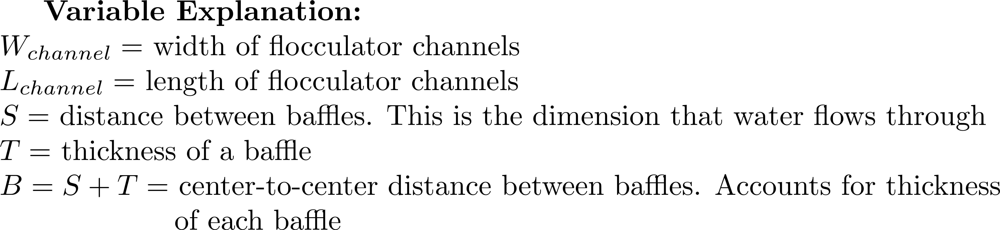 Variable Explanation:
W_{channel} = width of flocculator channels
L_{channel} = length of flocculator channels
S = distance between baffles. This is the dimension that water flows through
T = thickness of a baffle
B = S + T = center-to-center distance between baffles. Accounts for thickness
of each baffle